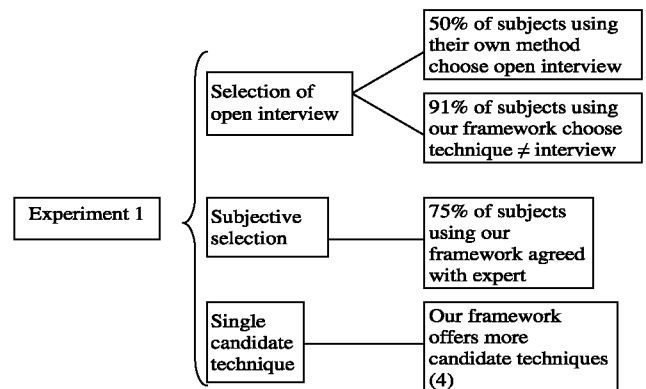 Experiment 1
Selection of
open interview
50% of subjects using
their own method
choose open interview
91% of subjects using
our framework choose
technique ≠ interview
Subjective
selection
75% of subjects
using our
framework agreed
with expert
Single
candidate
technique
Our framework
offers more
candidate techniques
(4)